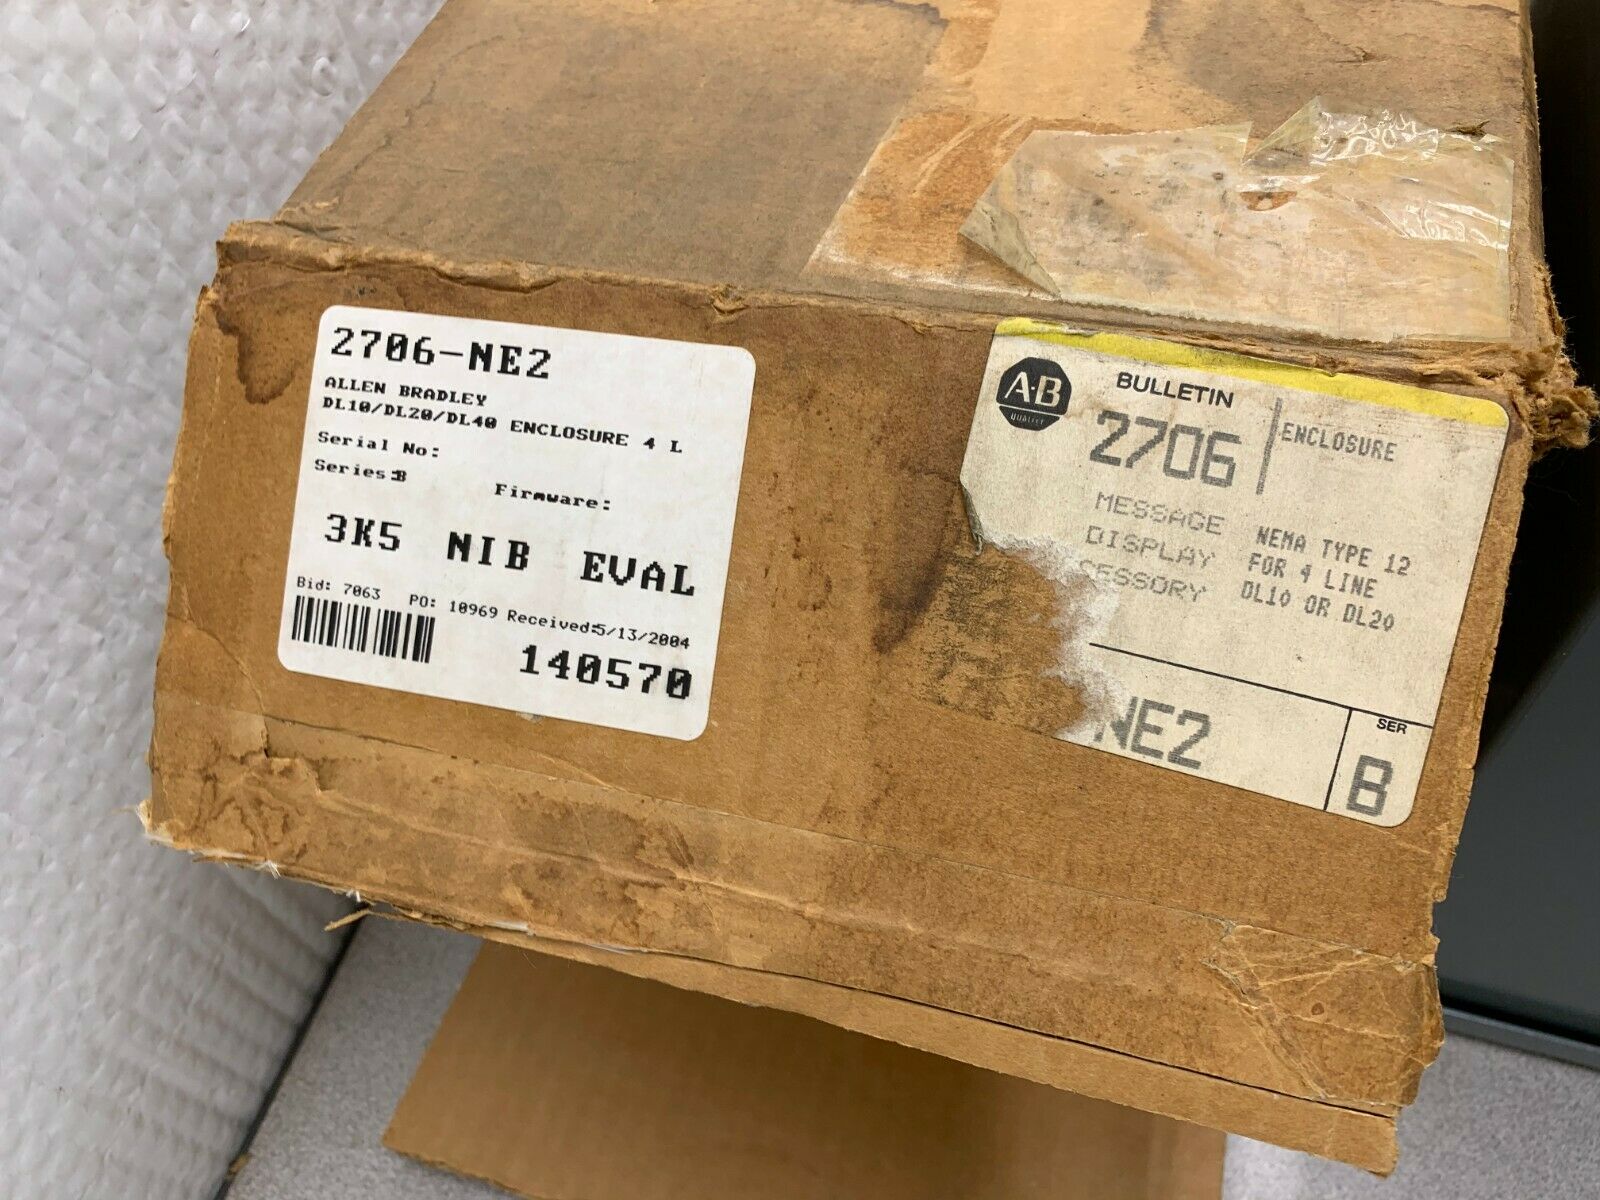 2706-NE2
ALLEN BRADLEY
DL10/DL20/DL40 ENCLOSURE 4 L
Serial No:
Series:B Firmware:
3K5 NIB EVAL
Bid: 7063 PO: 10969 Received:5/13/2004
140570
A·B
QUALITY
BULLETIN
2706
ENCLOSURE
MESSAGE
DISPLAY
CESSORY
NEMA TYPE 12
FOR 4 LINE
DL10 OR DL20
NE2
SER
B